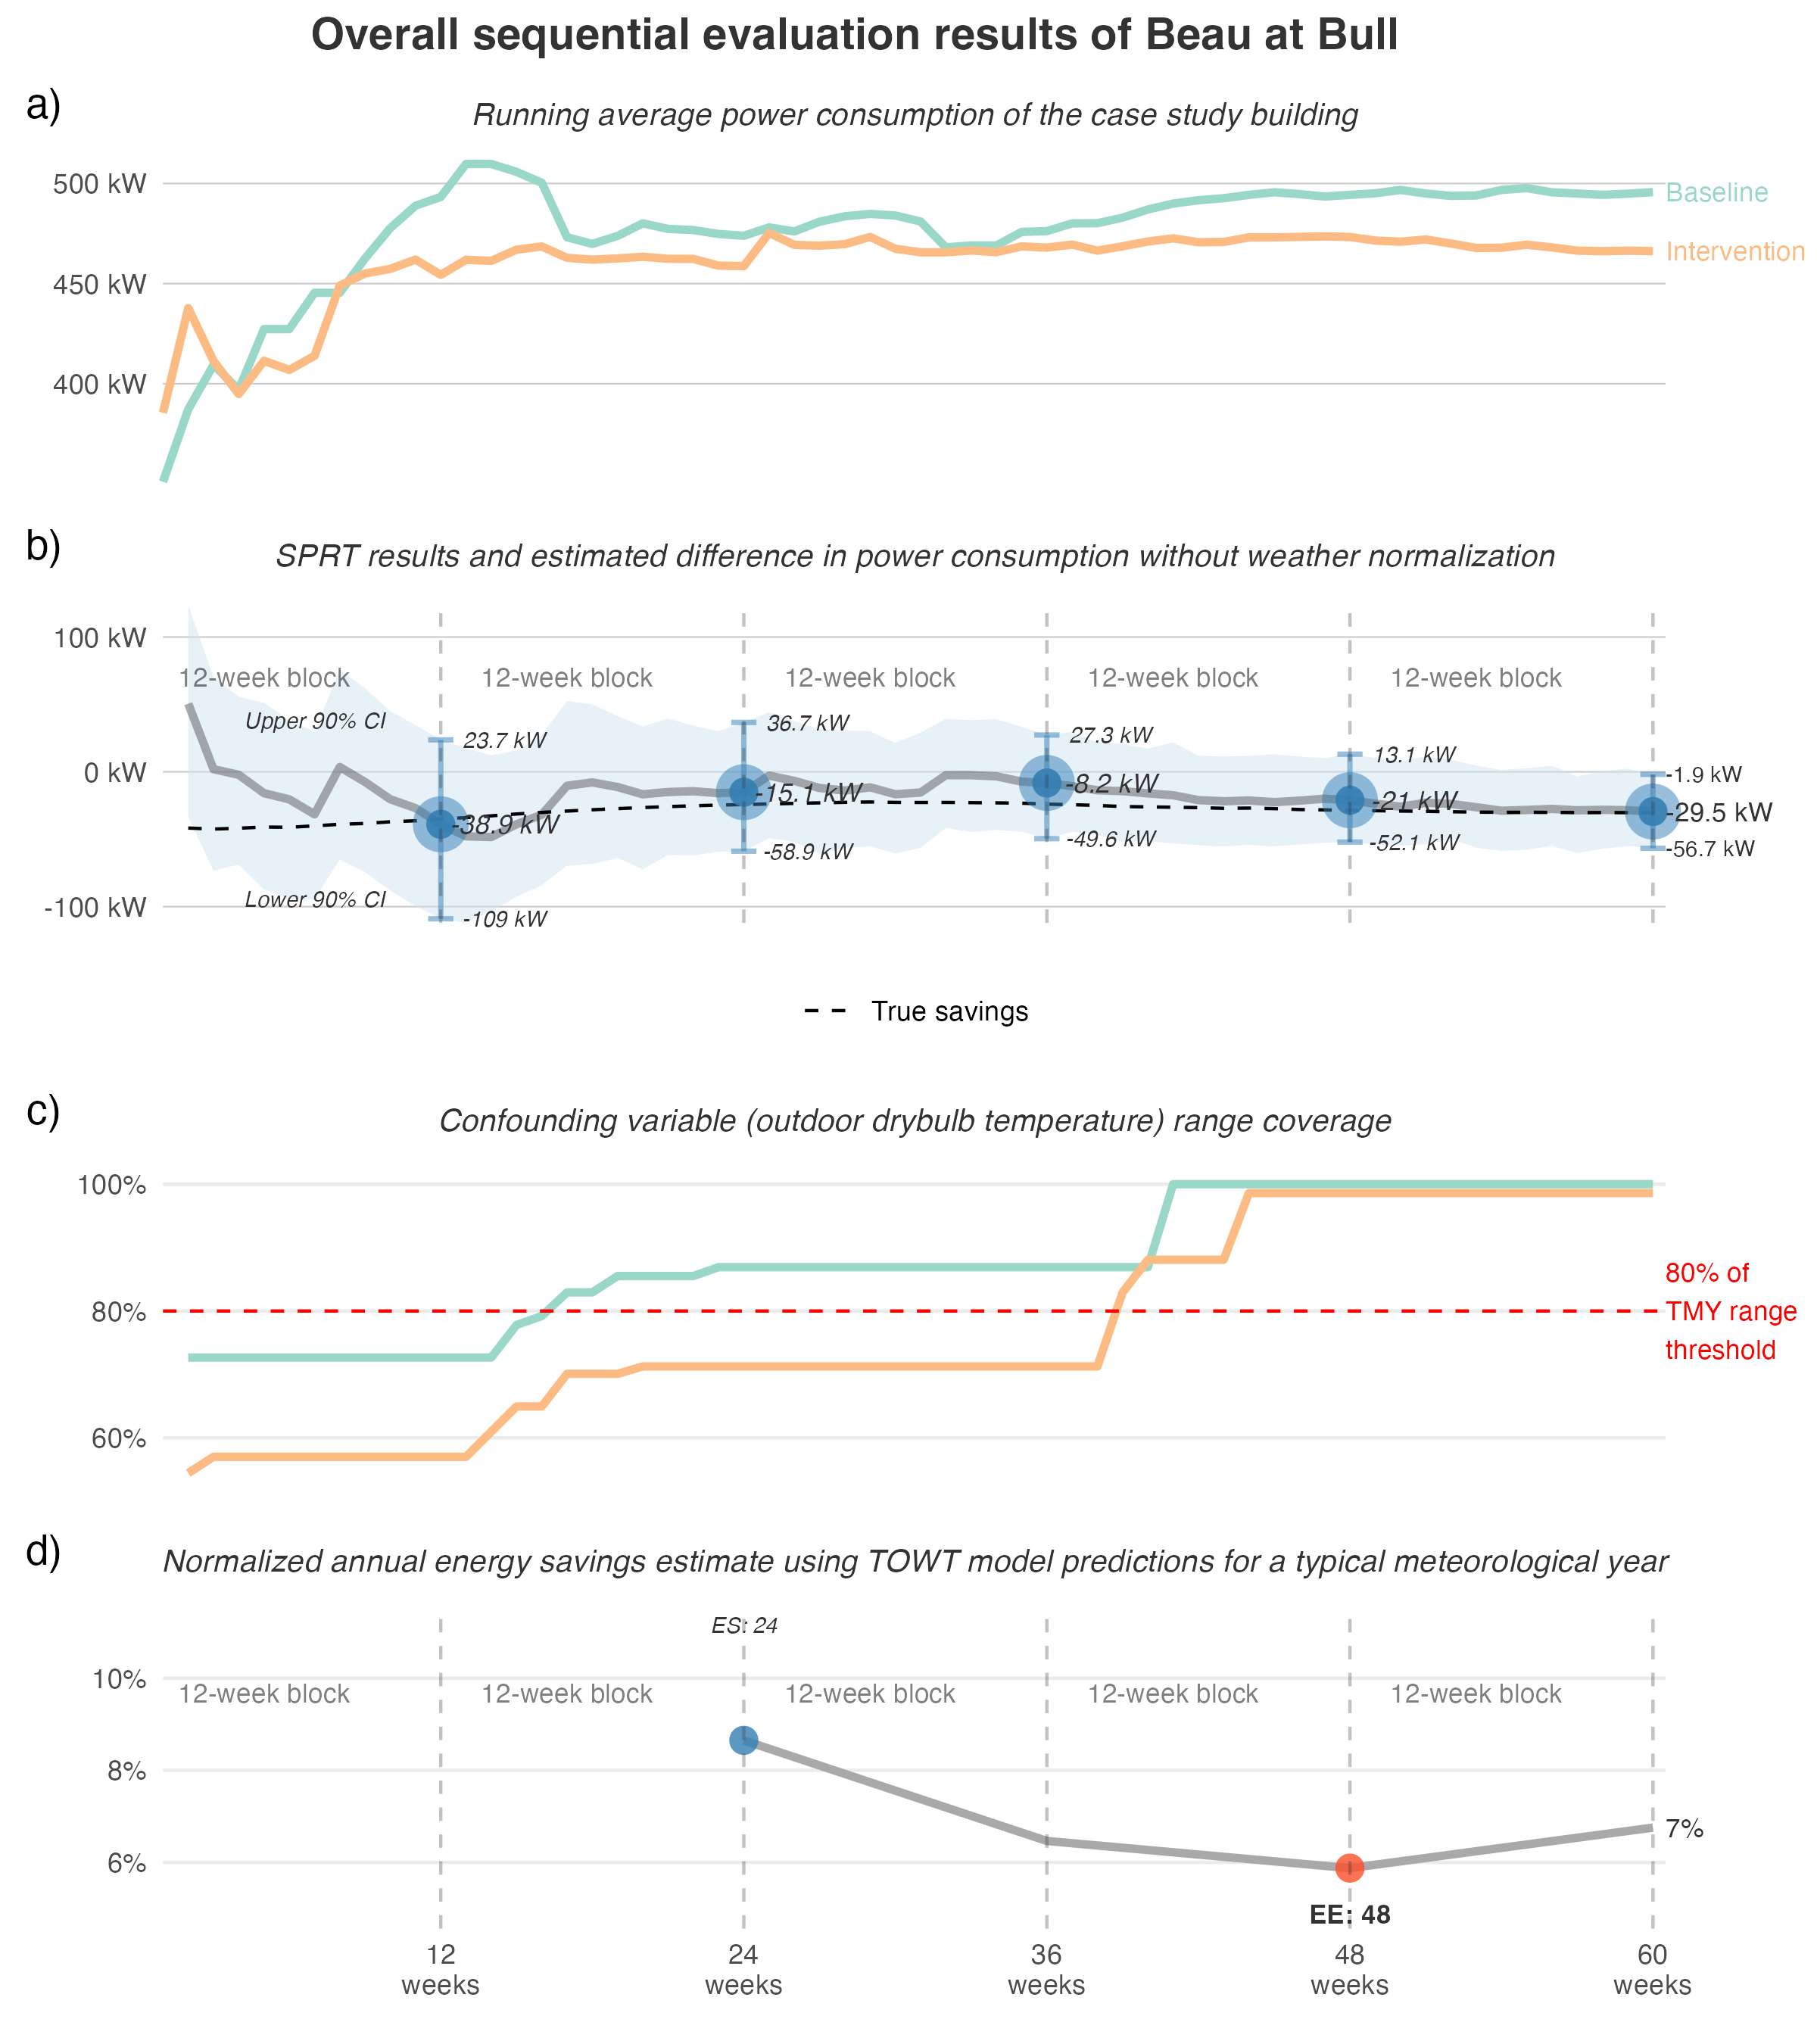 Overall sequential evaluation results of Beau at Bull
a)
Running average power consumption of the case study building
500 kW
450 kW
400 kW
Baseline
Intervention
b)
SPRT results and estimated difference in power consumption without weather normalization
100 kW
0 kW
-100 kW
12-week block
12-week block
12-week block
12-week block
12-week block
Upper 90% CI
Lower 90% CI
23.7 kW
-38.9 kW
-109 kW
36.7 kW
-15.1 kW
-58.9 kW
27.3 kW
-8.2 kW
-49.6 kW
13.1 kW
-21 kW
-52.1 kW
-1.9 kW
-29.5 kW
-56.7 kW
True savings
c)
Confounding variable (outdoor drybulb temperature) range coverage
100%
80%
60%
80% of
TMY range
threshold
d)
Normalized annual energy savings estimate using TOWT model predictions for a typical meteorological year
ES: 24
10%
8%
6%
12-week block
12-week block
12-week block
12-week block
12-week block
7%
EE: 48
12
weeks
24
weeks
36
weeks
48
weeks
60
weeks